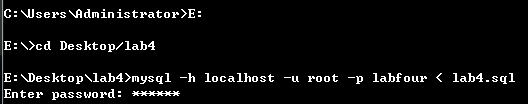 C:\Users\Administrator>E:
E:\>cd Desktop/lab4
E:\Desktop\lab4>mysql -h localhost -u root -p labfour < lab4.sql
Enter password: ******